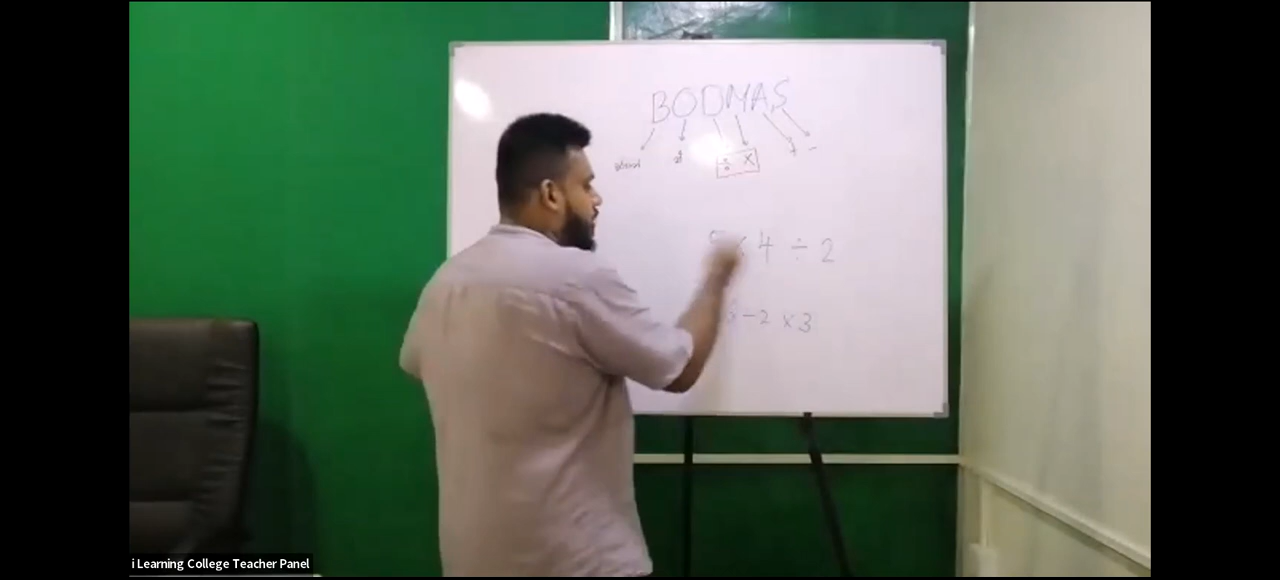 BODMAS
÷ × + -
4 ÷ 2
- 2 × 3
i Learning College Teacher Panel